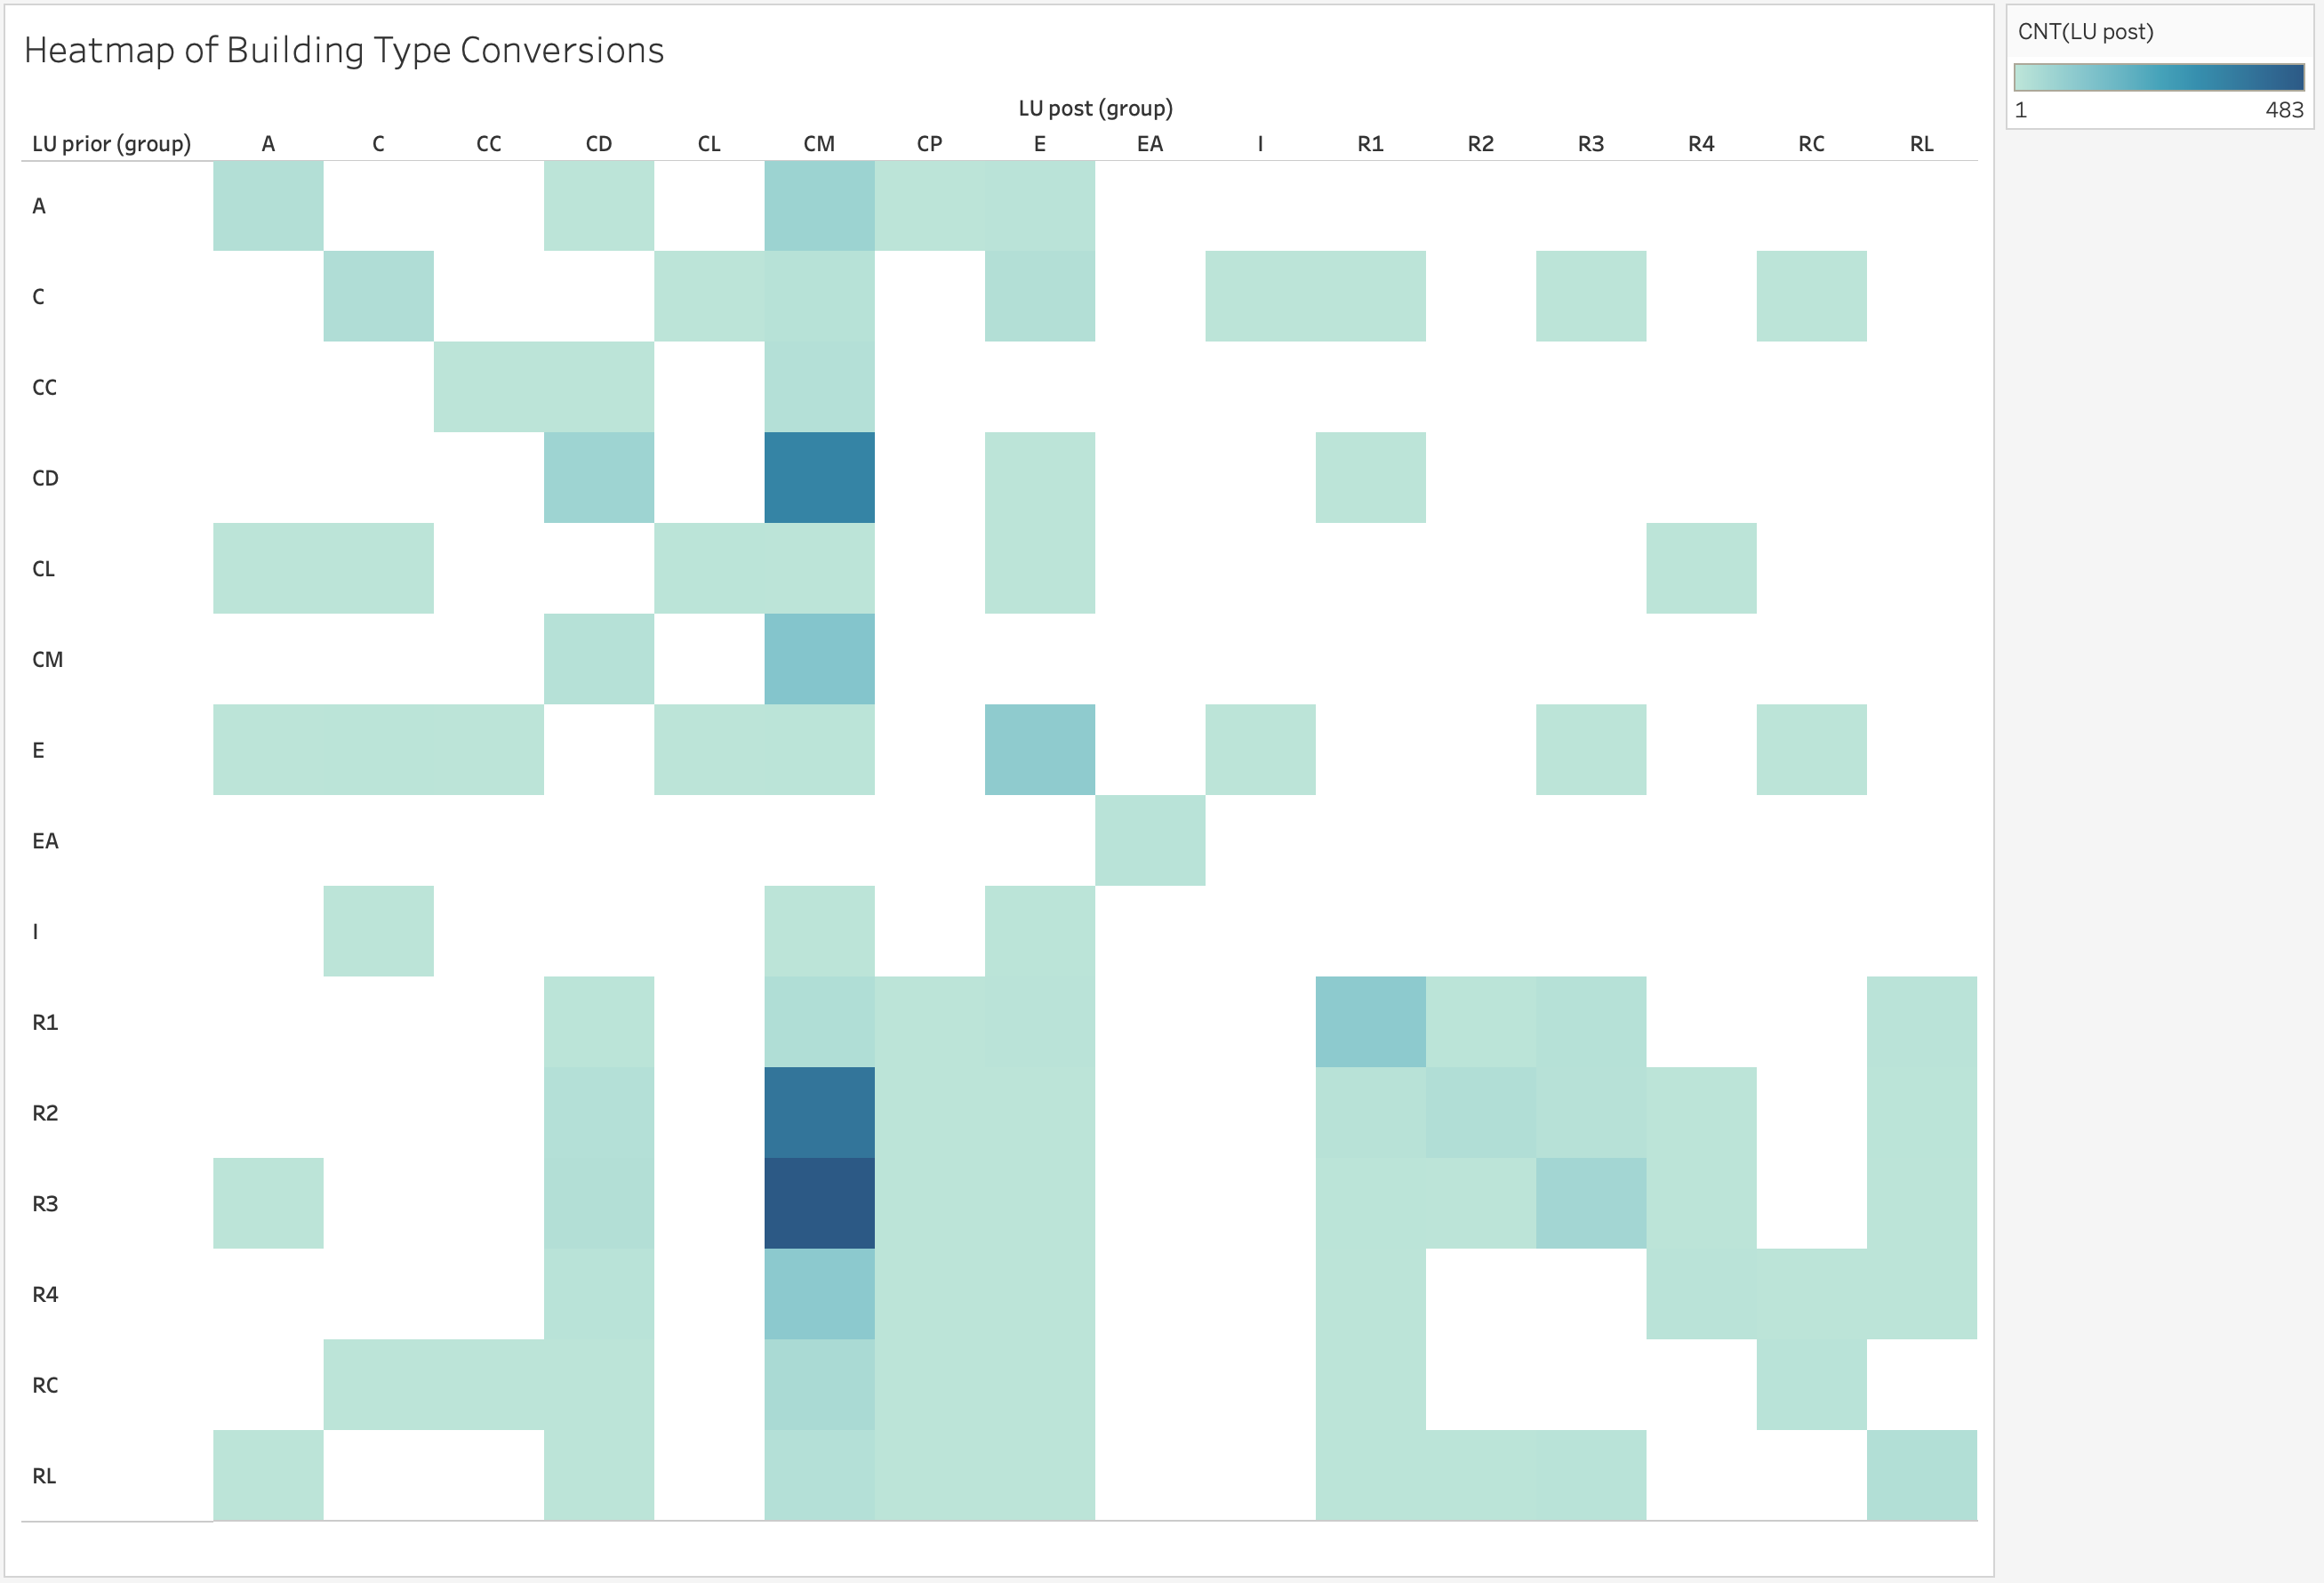 Heatmap of Building Type Conversions
LU post (group)
LU prior (group) A C CC CD CL CM CP E EA I R1 R2 R3 R4 RC RL
A
C
CC
CD
CL
CM
E
EA
I
R1
R2
R3
R4
RC
RL
CNT(LU post)
1 483